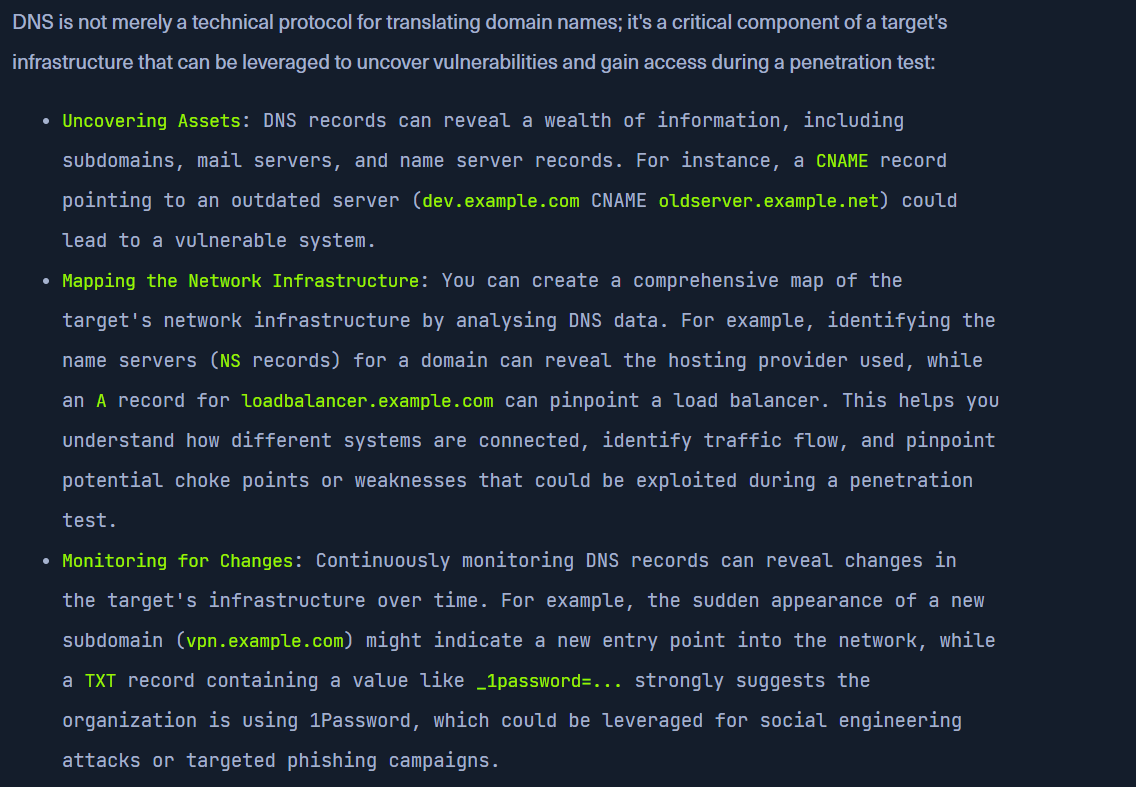 DNS is not merely a technical protocol for translating domain names; it's a critical component of a target's
infrastructure that can be leveraged to uncover vulnerabilities and gain access during a penetration test:
• Uncovering Assets: DNS records can reveal a wealth of information, including
subdomains, mail servers, and name server records. For instance, a CNAME record
pointing to an outdated server (dev.example.com CNAME oldserver.example.net) could
lead to a vulnerable system.
• Mapping the Network Infrastructure: You can create a comprehensive map of the
target's network infrastructure by analysing DNS data. For example, identifying the
name servers (NS records) for a domain can reveal the hosting provider used, while
an A record for loadbalancer.example.com can pinpoint a load balancer. This helps you
understand how different systems are connected, identify traffic flow, and pinpoint
potential choke points or weaknesses that could be exploited during a penetration
test.
• Monitoring for Changes: Continuously monitoring DNS records can reveal changes in
the target's infrastructure over time. For example, the sudden appearance of a new
subdomain (vpn.example.com) might indicate a new entry point into the network, while
a TXT record containing a value like _1password=... strongly suggests the
organization is using 1Password, which could be leveraged for social engineering
attacks or targeted phishing campaigns.